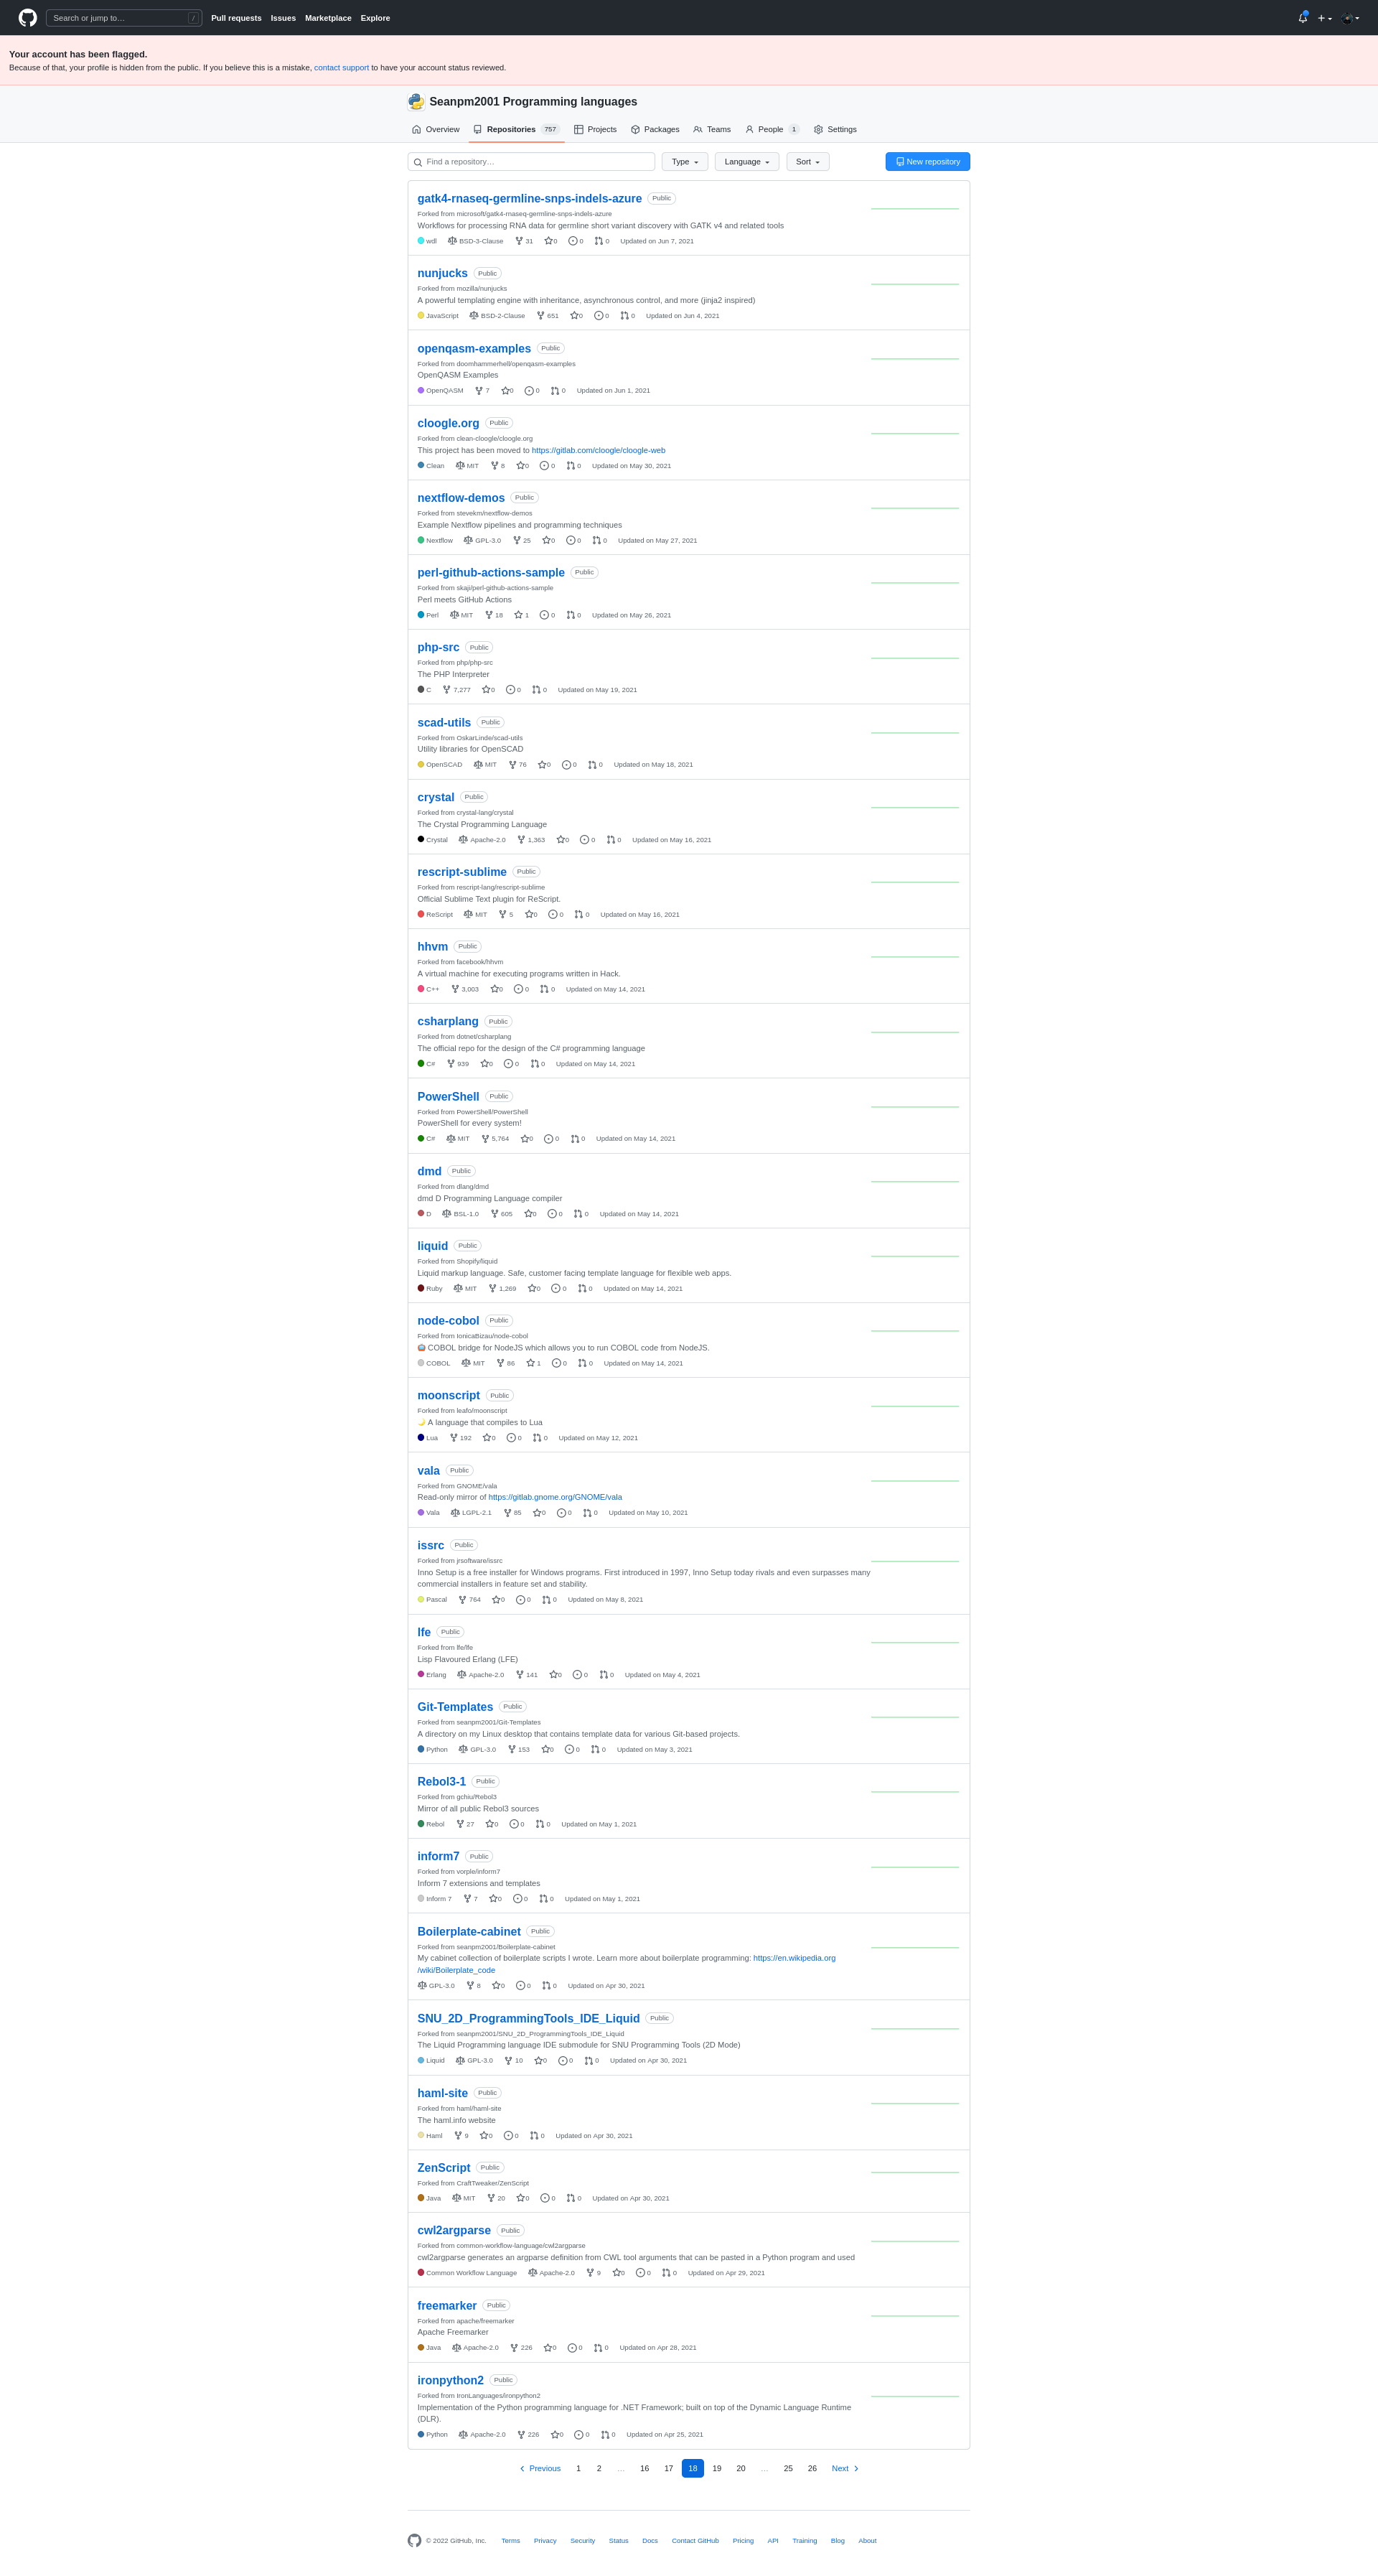 Search or jump to… /
Pull requests Issues Marketplace Explore
Your account has been flagged.
Because of that, your profile is hidden from the public. If you believe this is a mistake, contact support to have your account status reviewed.
Seanpm2001 Programming languages
Overview Repositories 757 Projects Packages Teams People 1 Settings
Find a repository… Type Language Sort New repository
gatk4-rnaseq-germline-snps-indels-azure Public
Forked from microsoft/gatk4-rnaseq-germline-snps-indels-azure
Workflows for processing RNA data for germline short variant discovery with GATK v4 and related tools
wdl BSD-3-Clause 31 0 0 0 Updated on Jun 7, 2021
nunjucks Public
Forked from mozilla/nunjucks
A powerful templating engine with inheritance, asynchronous control, and more (jinja2 inspired)
JavaScript BSD-2-Clause 651 0 0 0 Updated on Jun 4, 2021
openqasm-examples Public
Forked from doomhammerhell/openqasm-examples
OpenQASM Examples
OpenQASM 7 0 0 0 Updated on Jun 1, 2021
cloogle.org Public
Forked from clean-cloogle/cloogle.org
This project has been moved to https://gitlab.com/cloogle/cloogle-web
Clean MIT 8 0 0 0 Updated on May 30, 2021
nextflow-demos Public
Forked from stevekm/nextflow-demos
Example Nextflow pipelines and programming techniques
Nextflow GPL-3.0 25 0 0 0 Updated on May 27, 2021
perl-github-actions-sample Public
Forked from skaji/perl-github-actions-sample
Perl meets GitHub Actions
Perl MIT 18 1 0 0 Updated on May 26, 2021
php-src Public
Forked from php/php-src
The PHP Interpreter
C 7,277 0 0 0 Updated on May 19, 2021
scad-utils Public
Forked from OskarLinde/scad-utils
Utility libraries for OpenSCAD
OpenSCAD MIT 76 0 0 0 Updated on May 18, 2021
crystal Public
Forked from crystal-lang/crystal
The Crystal Programming Language
Crystal Apache-2.0 1,363 0 0 0 Updated on May 16, 2021
rescript-sublime Public
Forked from rescript-lang/rescript-sublime
Official Sublime Text plugin for ReScript.
ReScript MIT 5 0 0 0 Updated on May 16, 2021
hhvm Public
Forked from facebook/hhvm
A virtual machine for executing programs written in Hack.
C++ 3,003 0 0 0 Updated on May 14, 2021
csharplang Public
Forked from dotnet/csharplang
The official repo for the design of the C# programming language
C# 939 0 0 0 Updated on May 14, 2021
PowerShell Public
Forked from PowerShell/PowerShell
PowerShell for every system!
C# MIT 5,764 0 0 0 Updated on May 14, 2021
dmd Public
Forked from dlang/dmd
dmd D Programming Language compiler
D BSL-1.0 605 0 0 0 Updated on May 14, 2021
liquid Public
Forked from Shopify/liquid
Liquid markup language. Safe, customer facing template language for flexible web apps.
Ruby MIT 1,269 0 0 0 Updated on May 14, 2021
node-cobol Public
Forked from IonicaBizau/node-cobol
COBOL bridge for NodeJS which allows you to run COBOL code from NodeJS.
COBOL MIT 86 1 0 0 Updated on May 14, 2021
moonscript Public
Forked from leafo/moonscript
🌙 A language that compiles to Lua
Lua 192 0 0 0 Updated on May 12, 2021
vala Public
Forked from GNOME/vala
Read-only mirror of https://gitlab.gnome.org/GNOME/vala
Vala LGPL-2.1 85 0 0 0 Updated on May 10, 2021
issrc Public
Forked from jrsoftware/issrc
Inno Setup is a free installer for Windows programs. First introduced in 1997, Inno Setup today rivals and even surpasses many
commercial installers in feature set and stability.
Pascal 764 0 0 0 Updated on May 8, 2021
lfe Public
Forked from lfe/lfe
Lisp Flavoured Erlang (LFE)
Erlang Apache-2.0 141 0 0 0 Updated on May 4, 2021
Git-Templates Public
Forked from seanpm2001/Git-Templates
A directory on my Linux desktop that contains template data for various Git-based projects.
Python GPL-3.0 153 0 0 0 Updated on May 3, 2021
Rebol3-1 Public
Forked from gchiu/Rebol3
Mirror of all public Rebol3 sources
Rebol 27 0 0 0 Updated on May 1, 2021
inform7 Public
Forked from vorple/inform7
Inform 7 extensions and templates
Inform 7 7 0 0 0 Updated on May 1, 2021
Boilerplate-cabinet Public
Forked from seanpm2001/Boilerplate-cabinet
My cabinet collection of boilerplate scripts I wrote. Learn more about boilerplate programming: https://en.wikipedia.org
/wiki/Boilerplate_code
GPL-3.0 8 0 0 0 Updated on Apr 30, 2021
SNU_2D_ProgrammingTools_IDE_Liquid Public
Forked from seanpm2001/SNU_2D_ProgrammingTools_IDE_Liquid
The Liquid Programming language IDE submodule for SNU Programming Tools (2D Mode)
Liquid GPL-3.0 10 0 0 0 Updated on Apr 30, 2021
haml-site Public
Forked from haml/haml-site
The haml.info website
Haml 9 0 0 0 Updated on Apr 30, 2021
ZenScript Public
Forked from CraftTweaker/ZenScript
Java MIT 20 0 0 0 Updated on Apr 30, 2021
cwl2argparse Public
Forked from common-workflow-language/cwl2argparse
cwl2argparse generates an argparse definition from CWL tool arguments that can be pasted in a Python program and used
Common Workflow Language Apache-2.0 9 0 0 0 Updated on Apr 29, 2021
freemarker Public
Forked from apache/freemarker
Apache Freemarker
Java Apache-2.0 226 0 0 0 Updated on Apr 28, 2021
ironpython2 Public
Forked from IronLanguages/ironpython2
Implementation of the Python programming language for .NET Framework; built on top of the Dynamic Language Runtime
(DLR).
Python Apache-2.0 226 0 0 0 Updated on Apr 25, 2021
Previous 1 2 … 16 17 18 19 20 … 25 26 Next
© 2022 GitHub, Inc. Terms Privacy Security Status Docs Contact GitHub Pricing API Training Blog About